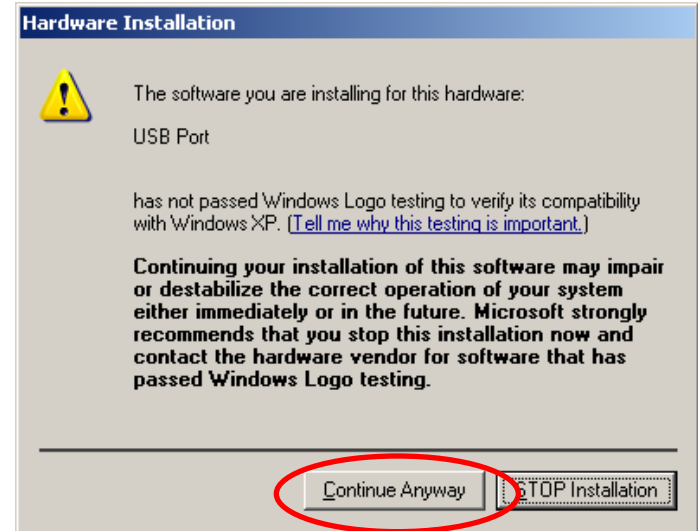 Hardware Installation
The software you are installing for this hardware:
USB Port
has not passed Windows Logo testing to verify its compatibility
with Windows XP. (Tell me why this testing is important.)
Continuing your installation of this software may impair
or destabilize the correct operation of your system
either immediately or in the future. Microsoft strongly
recommends that you stop this installation now and
contact the hardware vendor for software that has
passed Windows Logo testing.
Continue Anyway STOP Installation